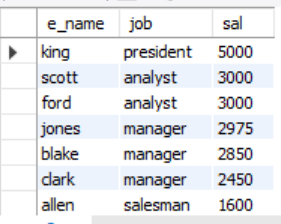 e_name job sal
king president 5000
scott analyst 3000
ford analyst 3000
jones manager 2975
blake manager 2850
clark manager 2450
allen salesman 1600